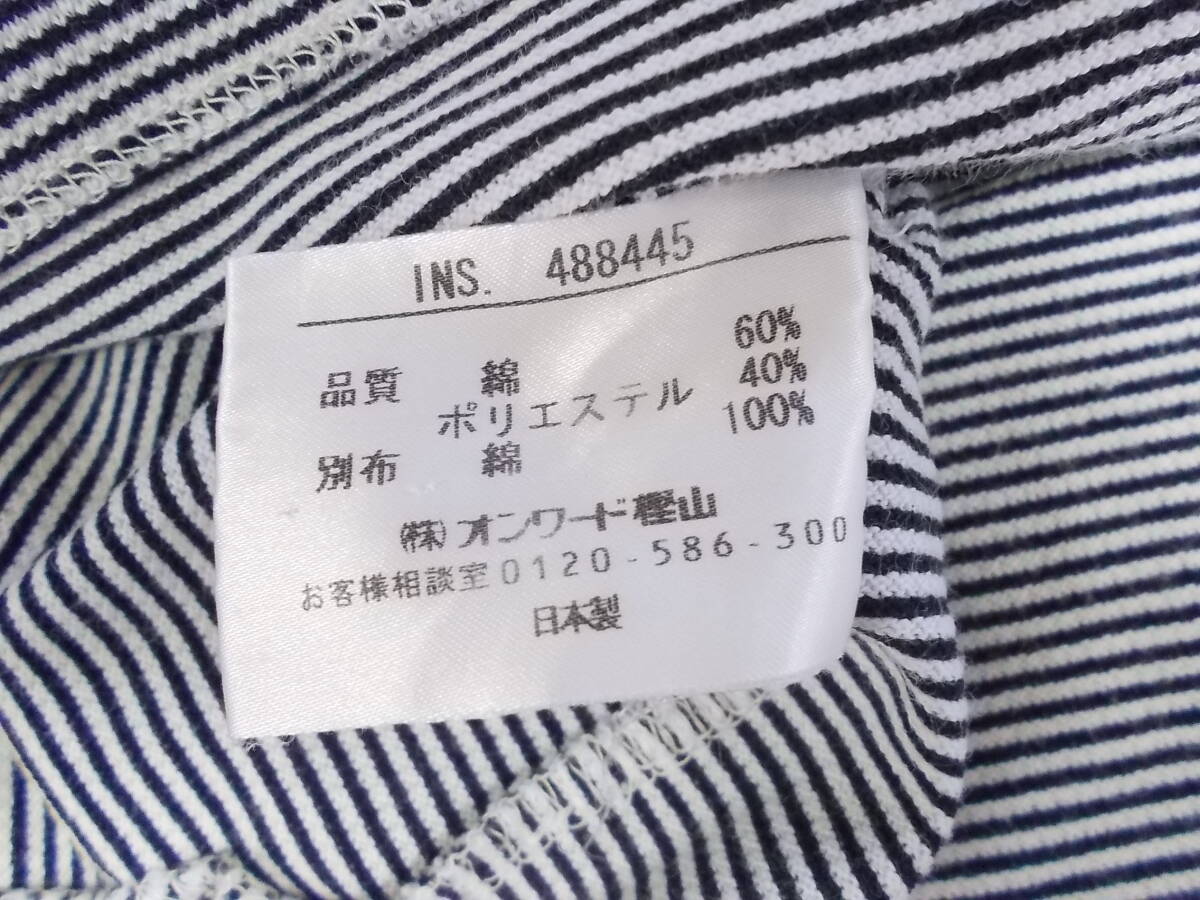 INS. 488445
品質 綿 60%
ポリエステル 40%
別布 綿 100%
㈱オンワード樫山
お客様相談室0120-586-300
日本製